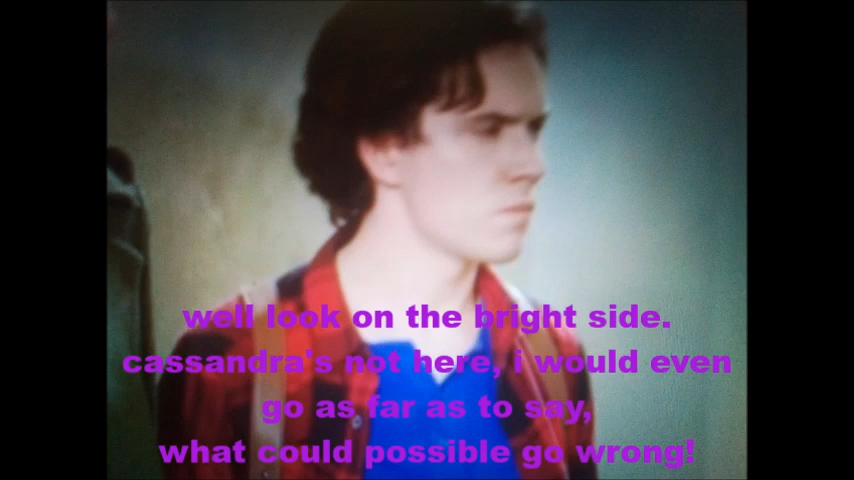 well look on the bright side.
cassandra's not here, i would even
go as far as to say,
what could possible go wrong!